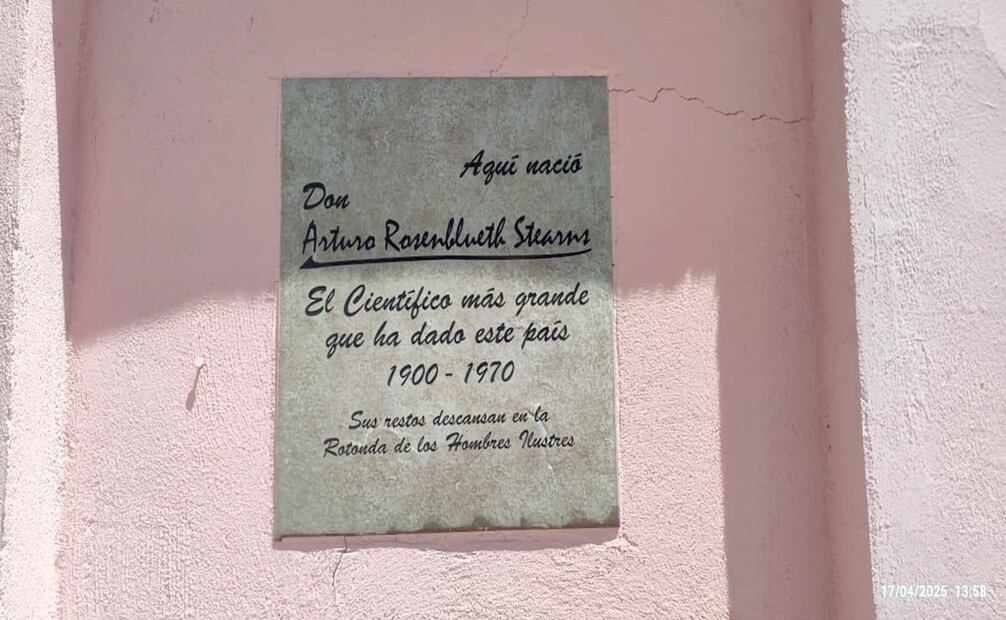 Aquí nació
Don
Arturo Rosenblueth Stearns
El Científico más grande
que ha dado este país
1900 - 1970
Sus restos descansan en la
Rotonda de los Hombres Ilustres
17/04/2025 13:58